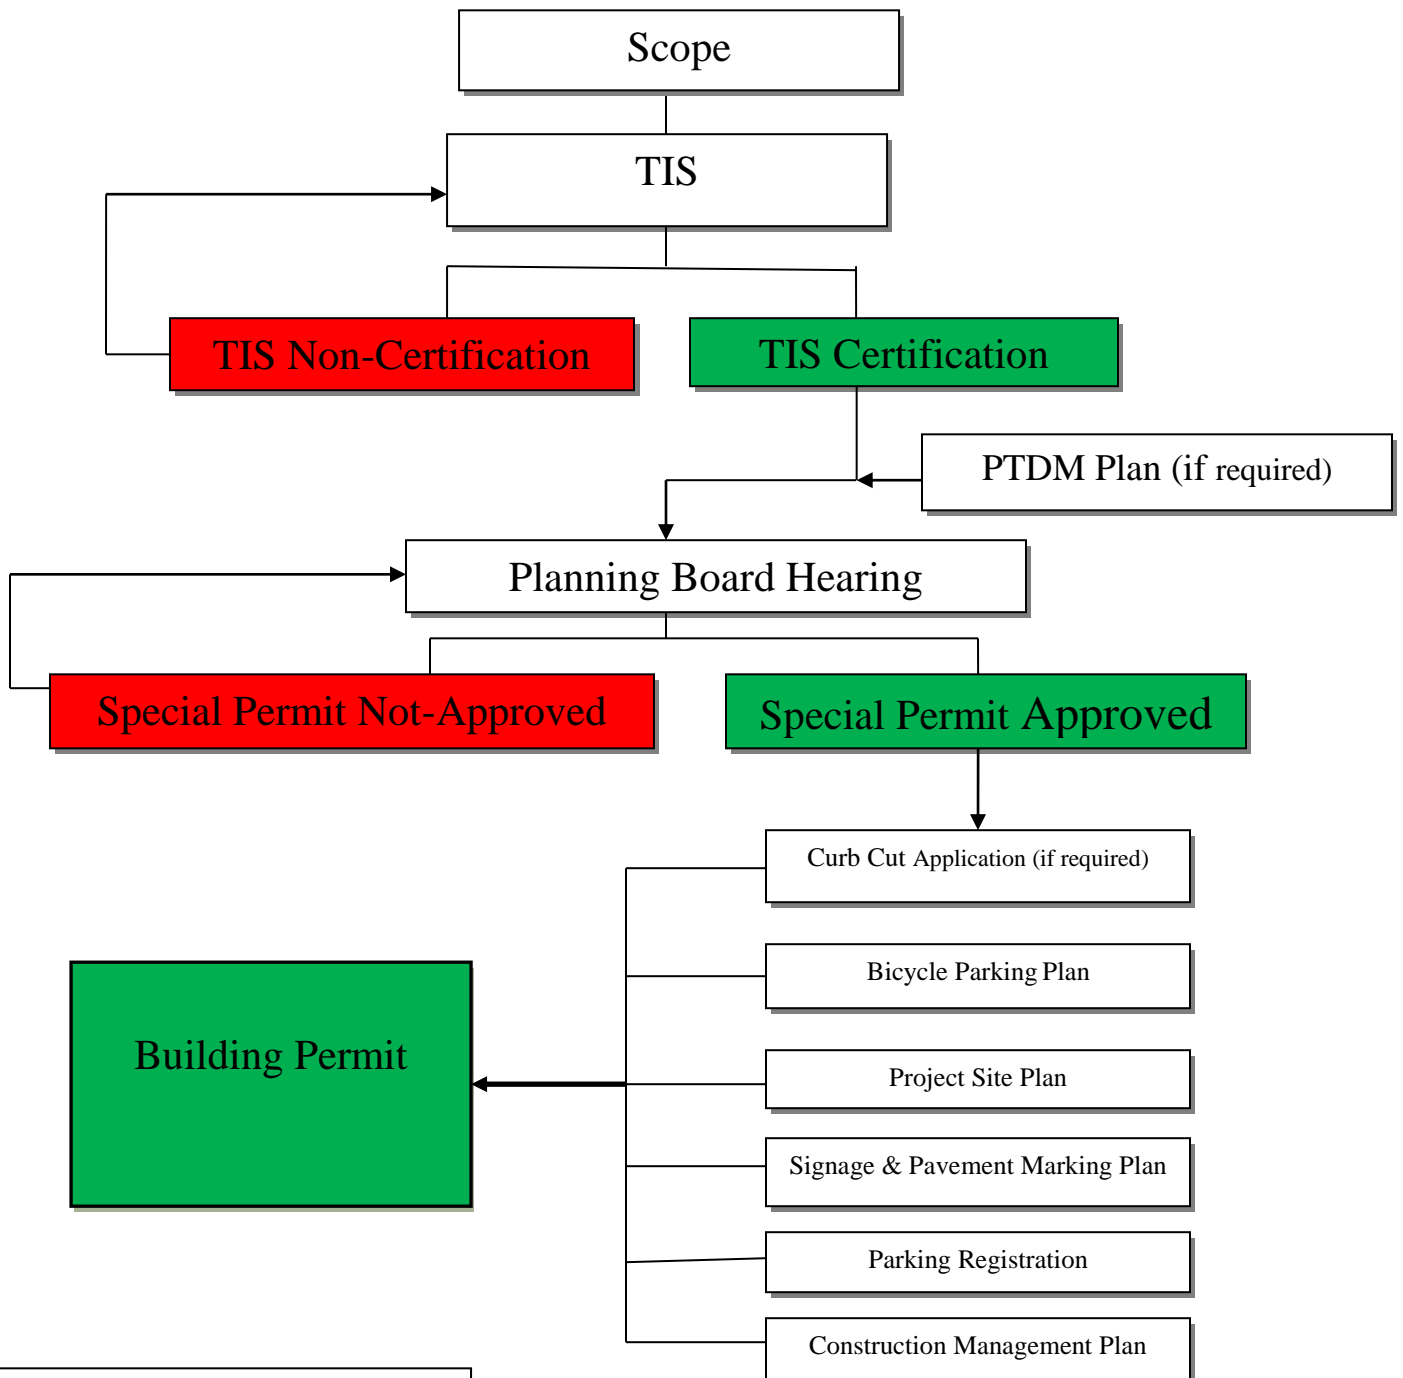 Scope
TIS
TIS Non-Certification
TIS Certification
PTDM Plan (if required)
Planning Board Hearing
Special Permit Not-Approved
Special Permit Approved
Curb Cut Application (if required)
Bicycle Parking Plan
Building Permit
Project Site Plan
Signage & Pavement Marking Plan
Parking Registration
Construction Management Plan